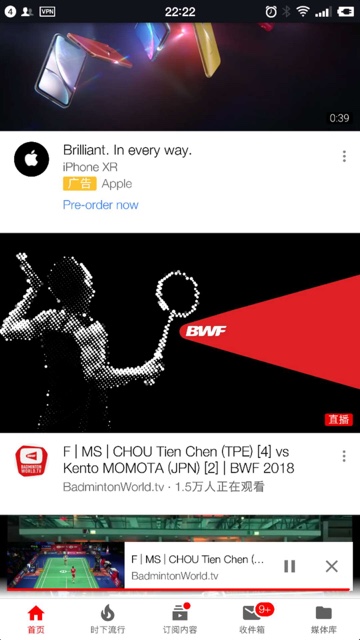 4 VPN 22:22
0:39
Brilliant. In every way.
iPhone XR
广告 Apple
Pre-order now
BWF
直播
BADMINTON
WORLD.TV
F | MS | CHOU Tien Chen (TPE) [4] vs
Kento MOMOTA (JPN) [2] | BWF 2018
BadmintonWorld.tv · 1.5万人正在观看
F | MS | CHOU Tien Chen (...
BadmintonWorld.tv
9+
首页 时下流行 订阅内容 收件箱 媒体库